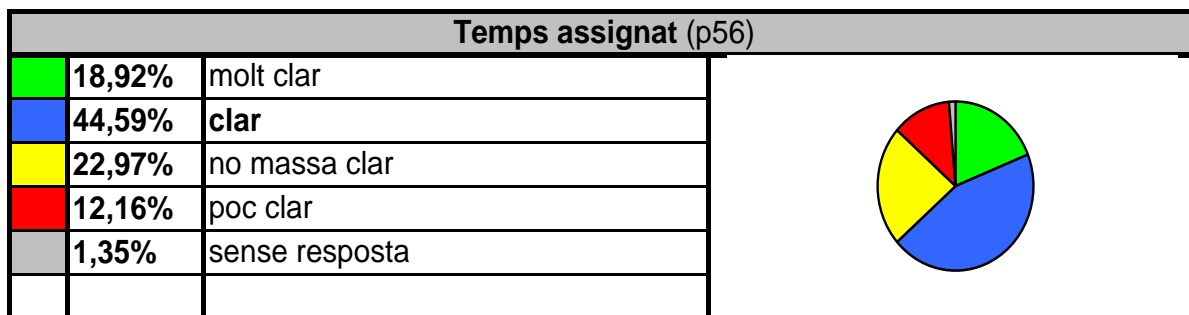 Temps assignat (p56)
18,92% molt clar
44,59% clar
22,97% no massa clar
12,16% poc clar
1,35% sense resposta